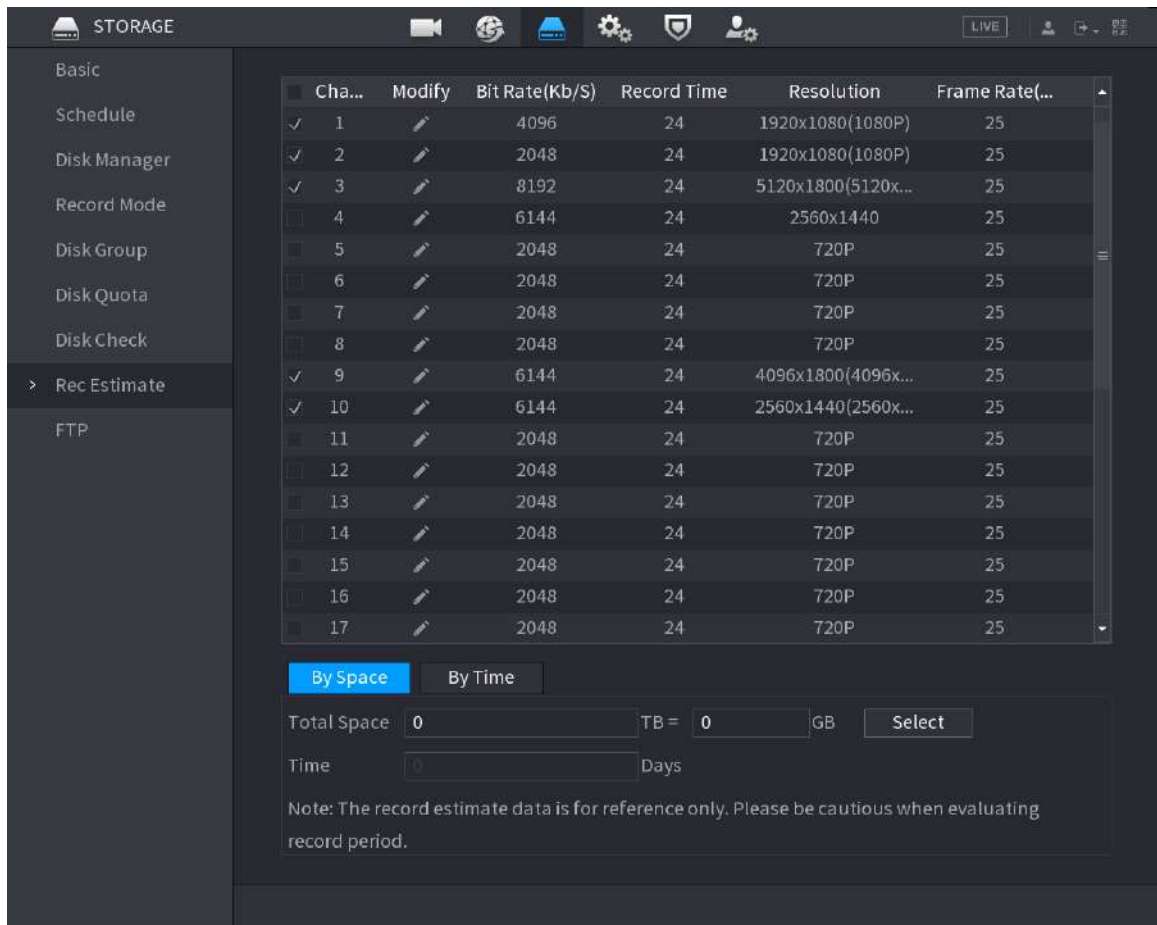 STORAGE LIVE
Basic
Schedule
Disk Manager
Record Mode
Disk Group
Disk Quota
Disk Check
> Rec Estimate
FTP
Cha... Modify Bit Rate(Kb/S) Record Time Resolution Frame Rate(...
1 4096 24 1920x1080(1080P) 25
2 2048 24 1920x1080(1080P) 25
3 8192 24 5120x1800(5120x... 25
4 6144 24 2560x1440 25
5 2048 24 720P 25
6 2048 24 720P 25
7 2048 24 720P 25
8 2048 24 720P 25
9 6144 24 4096x1800(4096x... 25
10 6144 24 2560x1440(2560x... 25
11 2048 24 720P 25
12 2048 24 720P 25
13 2048 24 720P 25
14 2048 24 720P 25
15 2048 24 720P 25
16 2048 24 720P 25
17 2048 24 720P 25
By Space By Time
Total Space 0 TB = 0 GB Select
Time 0 Days
Note: The record estimate data is for reference only. Please be cautious when evaluating
record period.